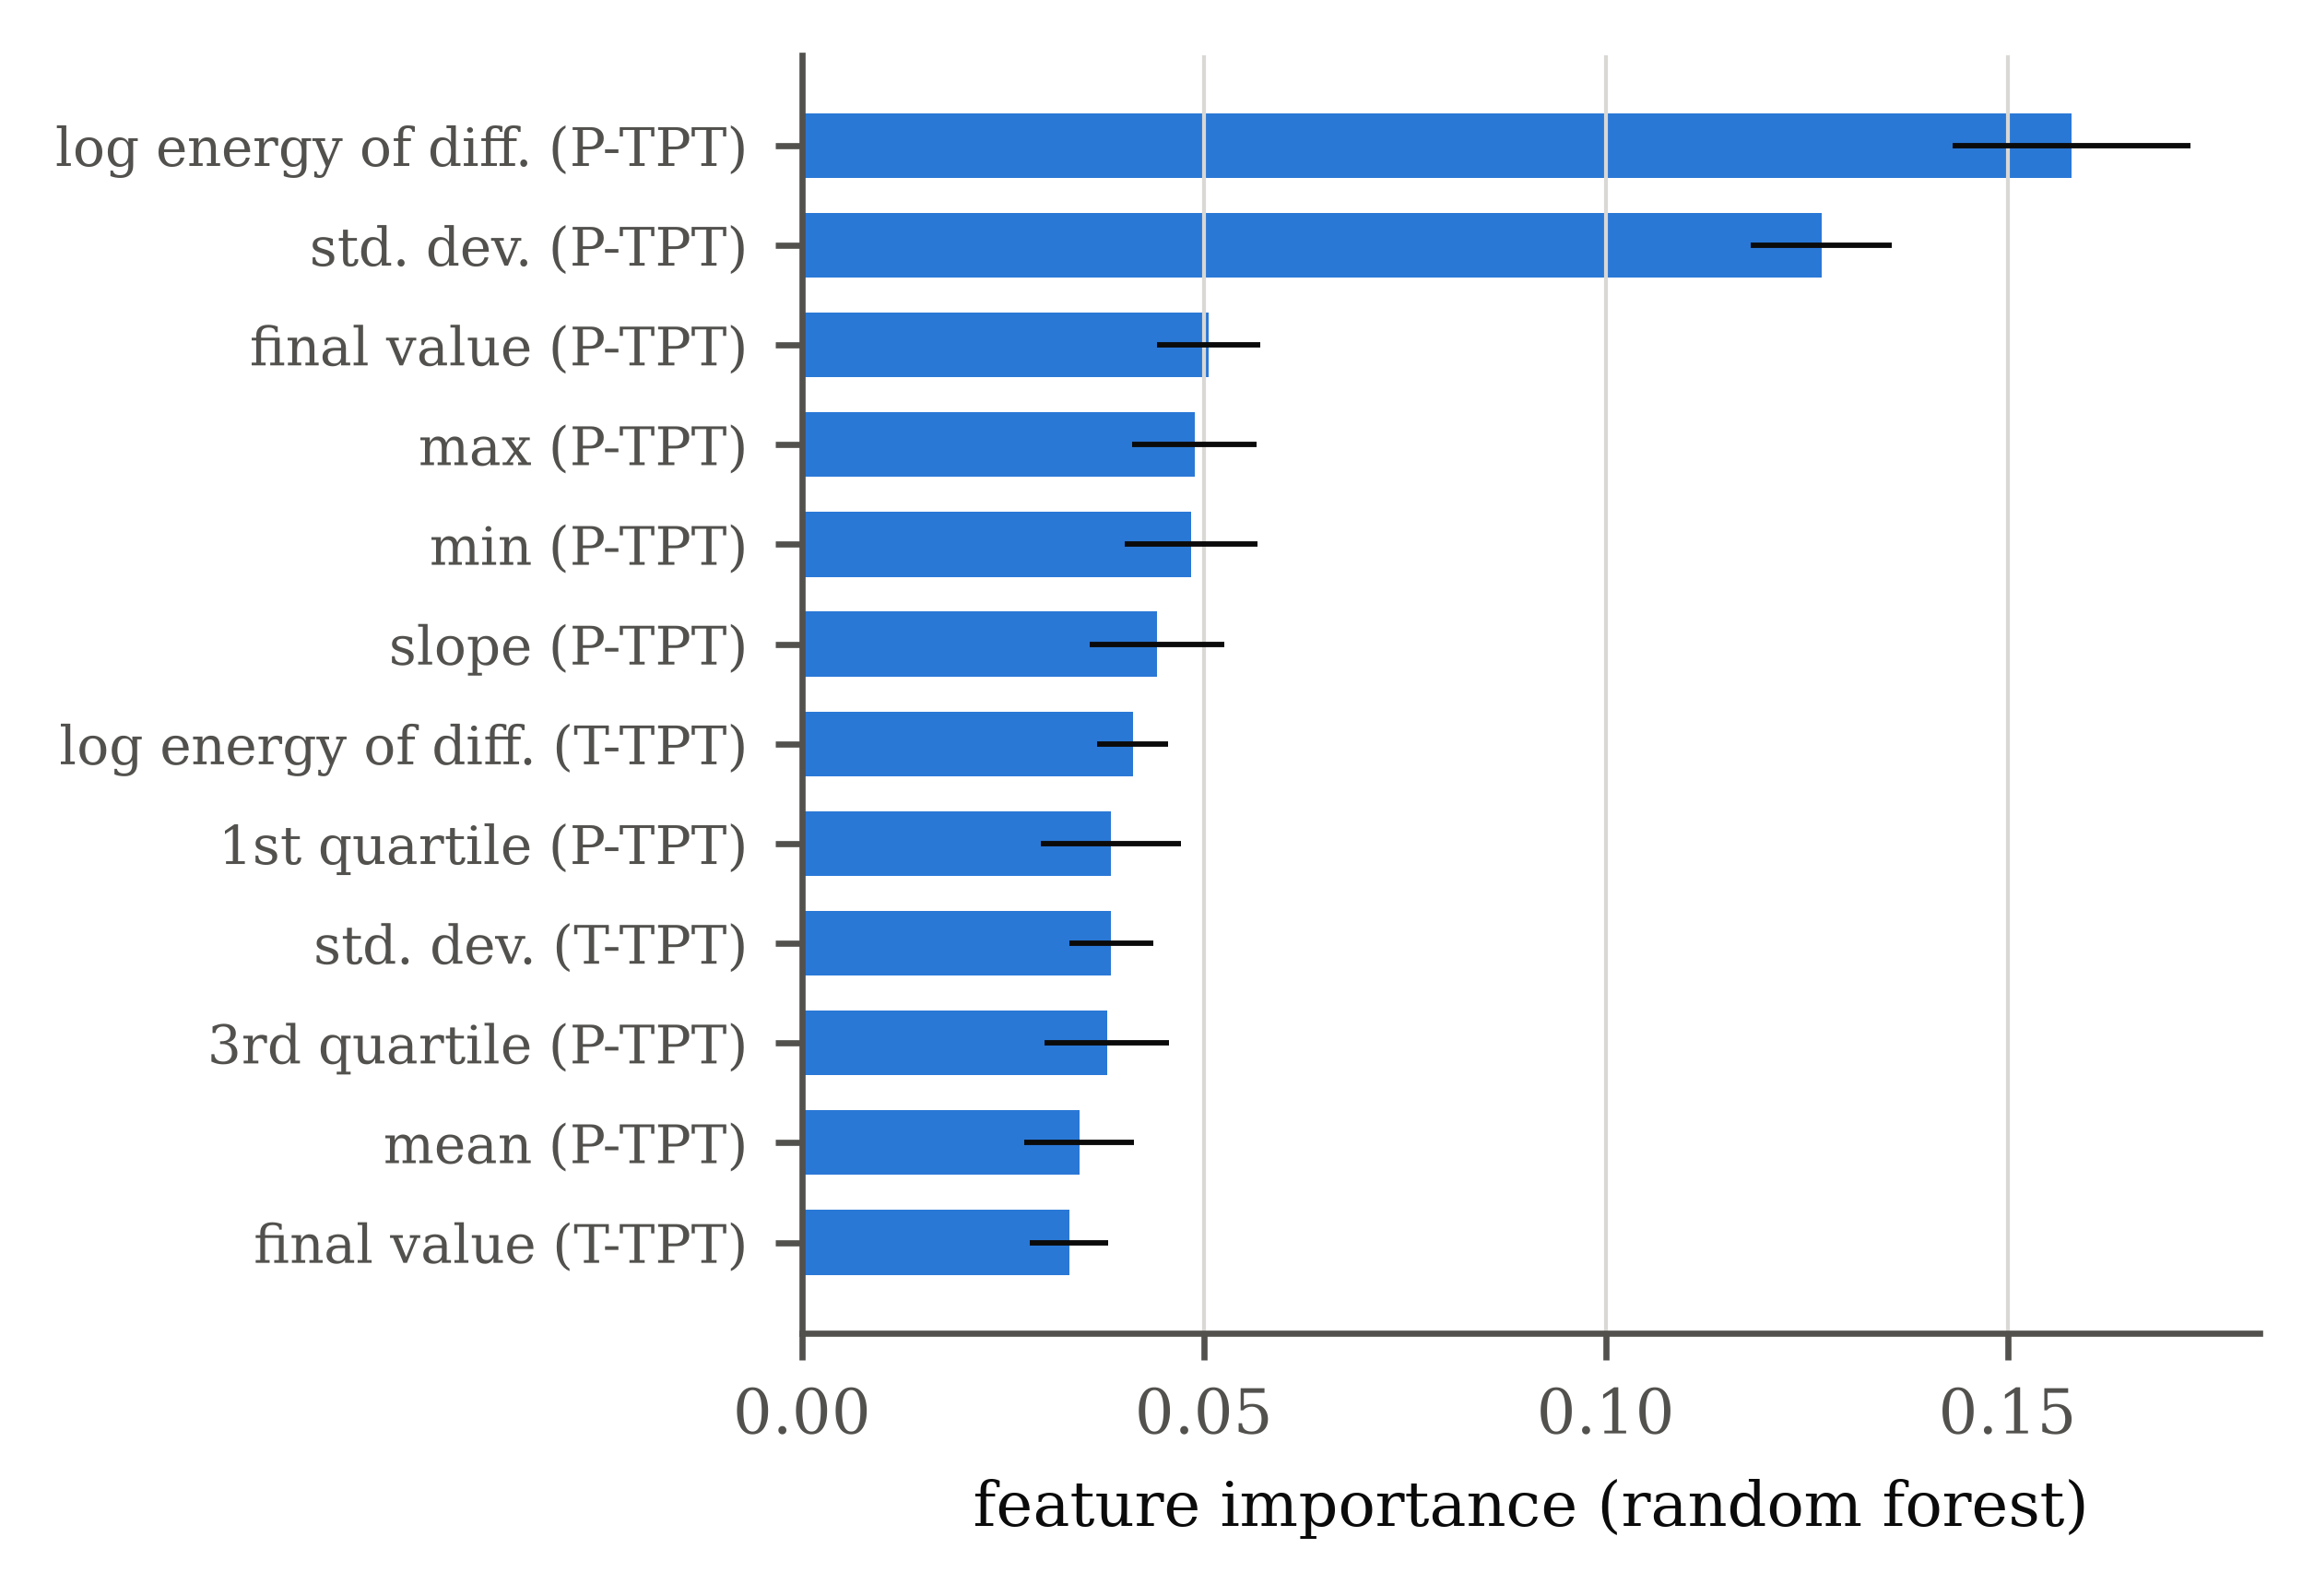 log energy of diff. (P-TPT)
std. dev. (P-TPT)
final value (P-TPT)
max (P-TPT)
min (P-TPT)
slope (P-TPT)
log energy of diff. (T-TPT)
1st quartile (P-TPT)
std. dev. (T-TPT)
3rd quartile (P-TPT)
mean (P-TPT)
final value (T-TPT)
0.00 0.05 0.10 0.15
feature importance (random forest)